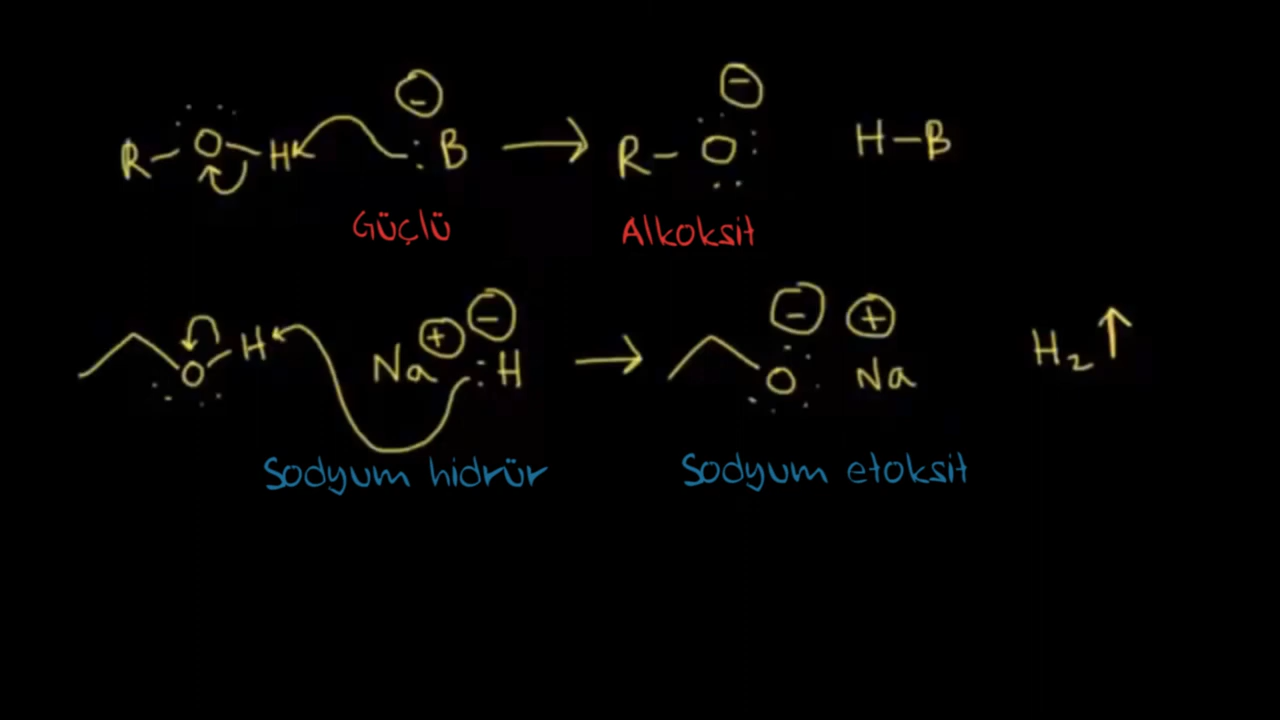 R-O-H :B⊖ → R-O⊖ H-B
Güçlü Alkoksit
O H Na⊕ :H⊖ → O⊖ Na⊕ H₂↑
Sodyum hidrür Sodyum etoksit